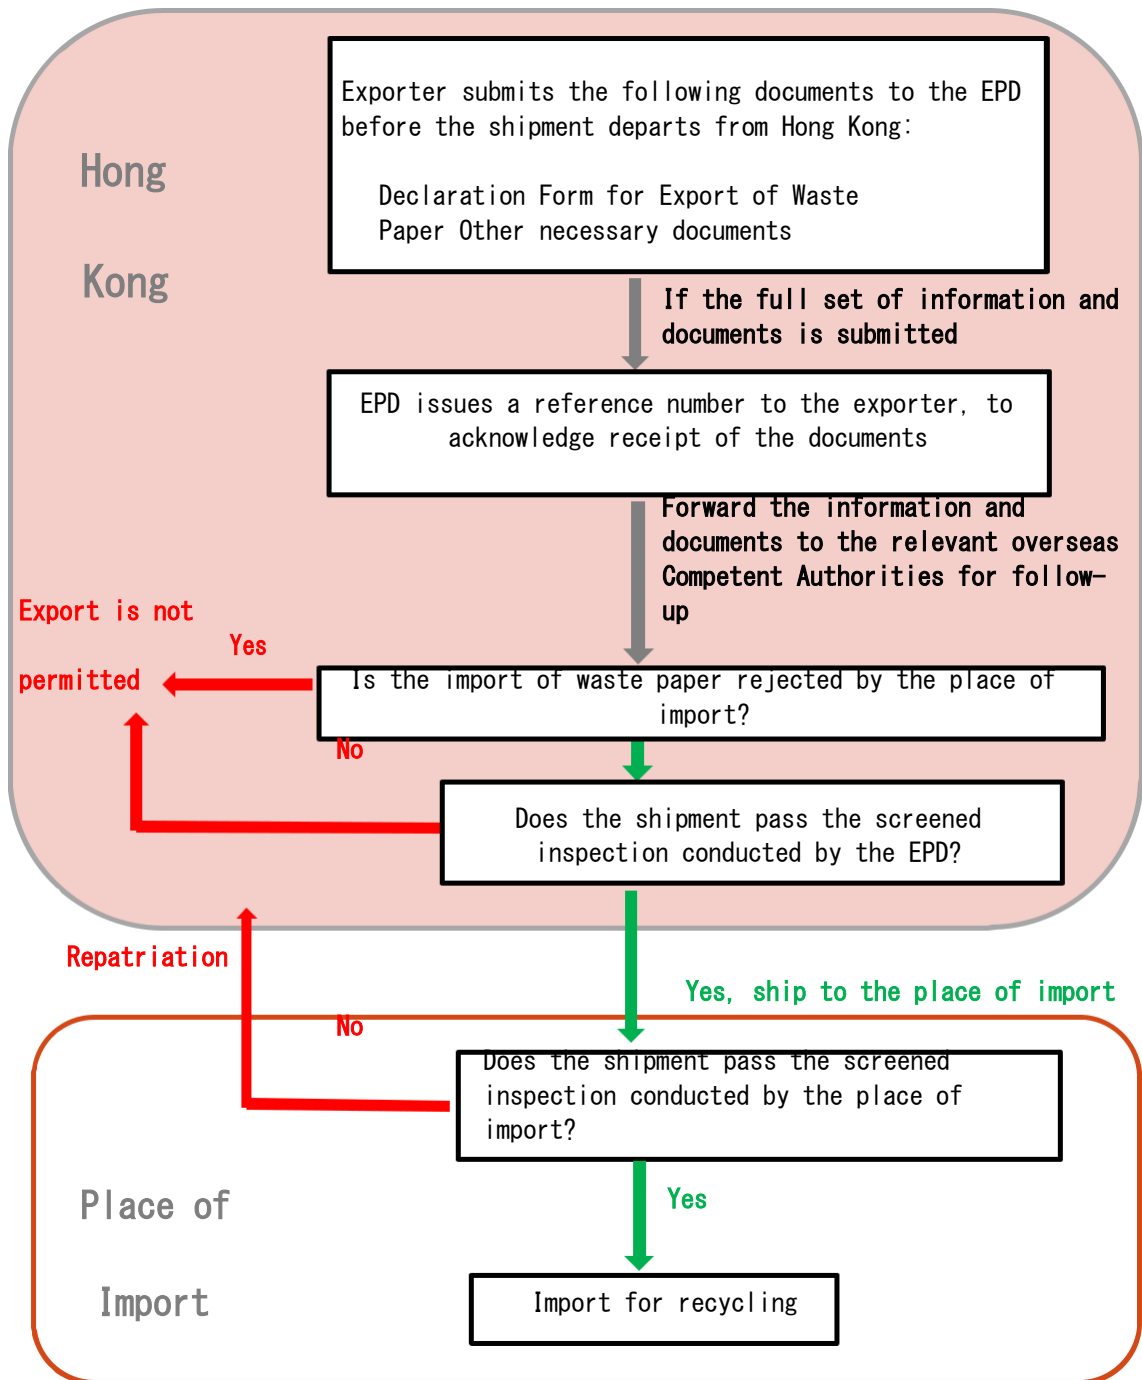 Exporter submits the following documents to the EPD
before the shipment departs from Hong Kong:
Hong
Declaration Form for Export of Waste
Paper Other necessary documents
Kong
If the full set of information and
documents is submitted
EPD issues a reference number to the exporter, to
acknowledge receipt of the documents
Forward the information and
documents to the relevant overseas
Competent Authorities for follow-
up
Export is not
Yes
permitted
Is the import of waste paper rejected by the place of
import?
No
Does the shipment pass the screened
inspection conducted by the EPD?
Repatriation
Yes, ship to the place of import
No
Does the shipment pass the screened
inspection conducted by the place of
import?
Place of
Yes
Import
Import for recycling